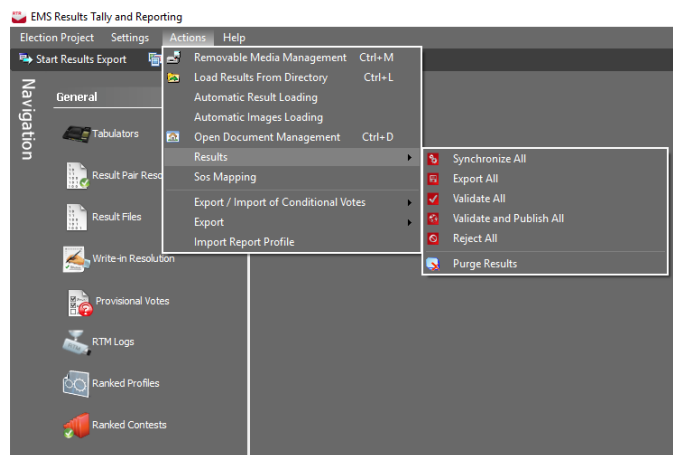 EMS Results Tally and Reporting
Election Project Settings Actions Help
Start Results Export
Removable Media Management Ctrl+M
Load Results From Directory Ctrl+L
Automatic Result Loading
Automatic Images Loading
Open Document Management Ctrl+D
Results
Sos Mapping
Export / Import of Conditional Votes
Export
Import Report Profile
Synchronize All
Export All
Validate All
Validate and Publish All
Reject All
Purge Results
Navigation
General
Tabulators
Result Pair Reso
Result Files
Write-in Resolution
Provisional Votes
RTM Logs
Ranked Profiles
Ranked Contests